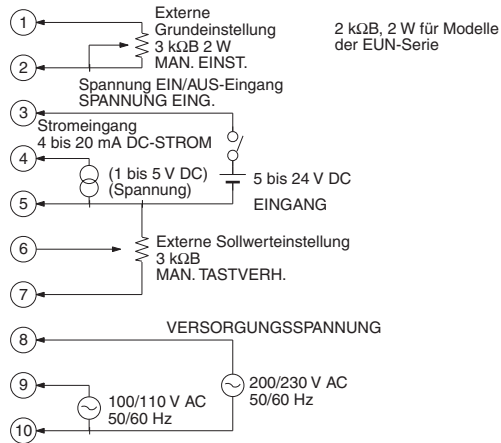 1
Externe
Grundeinstellung
3 kΩB 2 W
MAN. EINST.
2 kΩB, 2 W für Modelle
der EUN-Serie
2
Spannung EIN/AUS-Eingang
SPANNUNG EING.
3
Stromeingang
4 bis 20 mA DC-STROM
4
(1 bis 5 V DC)
(Spannung)
5 bis 24 V DC
5
EINGANG
6
Externe Sollwerteinstellung
3 kΩB
MAN. TASTVERH.
7
VERSORGUNGSSPANNUNG
8
200/230 V AC
50/60 Hz
9
100/110 V AC
50/60 Hz
10